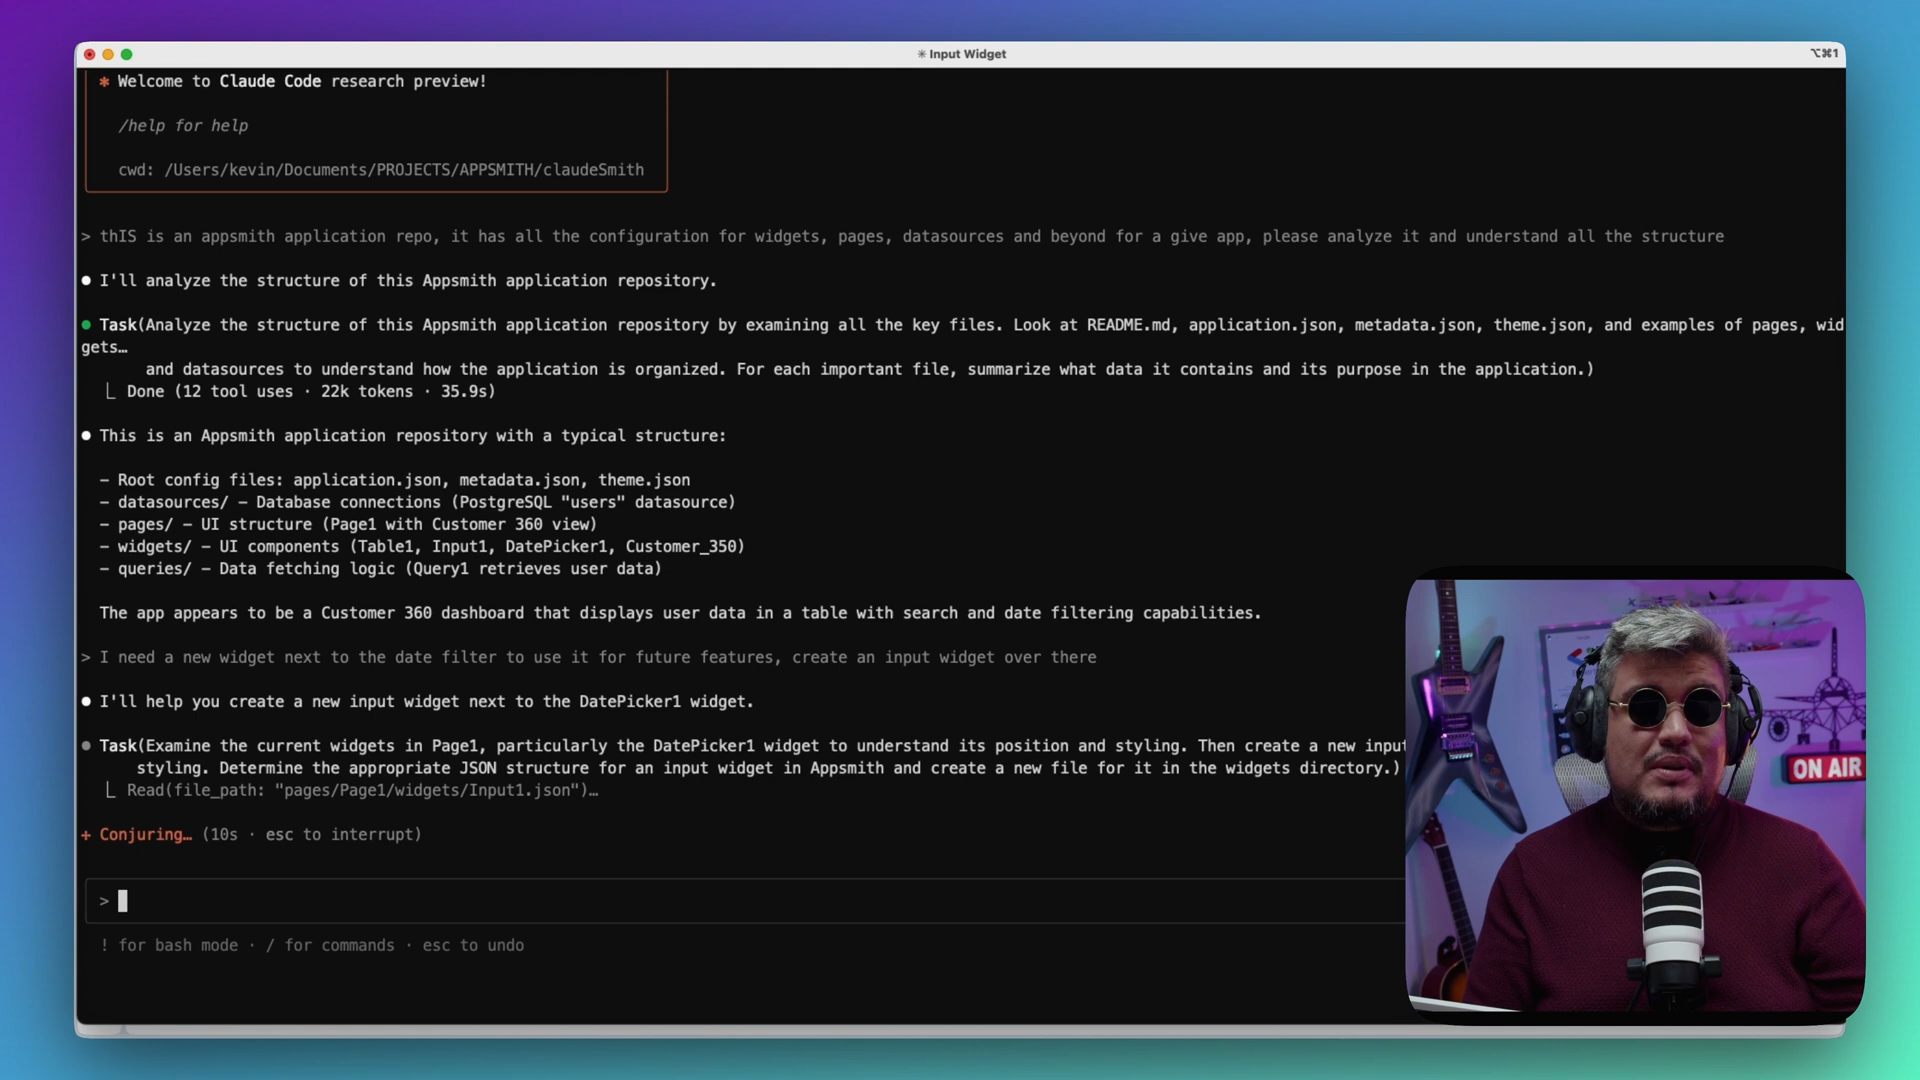 ✳ Input Widget
⌥⌘1
✱ Welcome to Claude Code research preview!
/help for help
cwd: /Users/kevin/Documents/PROJECTS/APPSMITH/claudeSmith
> thIS is an appsmith application repo, it has all the configuration for widgets, pages, datasources and beyond for a give app, please analyze it and understand all the structure
● I'll analyze the structure of this Appsmith application repository.
● Task(Analyze the structure of this Appsmith application repository by examining all the key files. Look at README.md, application.json, metadata.json, theme.json, and examples of pages, wid
gets…
and datasources to understand how the application is organized. For each important file, summarize what data it contains and its purpose in the application.)
⎿ Done (12 tool uses · 22k tokens · 35.9s)
● This is an Appsmith application repository with a typical structure:
– Root config files: application.json, metadata.json, theme.json
– datasources/ – Database connections (PostgreSQL "users" datasource)
– pages/ – UI structure (Page1 with Customer 360 view)
– widgets/ – UI components (Table1, Input1, DatePicker1, Customer_350)
– queries/ – Data fetching logic (Query1 retrieves user data)
The app appears to be a Customer 360 dashboard that displays user data in a table with search and date filtering capabilities.
> I need a new widget next to the date filter to use it for future features, create an input widget over there
● I'll help you create a new input widget next to the DatePicker1 widget.
● Task(Examine the current widgets in Page1, particularly the DatePicker1 widget to understand its position and styling. Then create a new input
styling. Determine the appropriate JSON structure for an input widget in Appsmith and create a new file for it in the widgets directory.)
⎿ Read(file_path: "pages/Page1/widgets/Input1.json")…
+ Conjuring… (10s · esc to interrupt)
>
! for bash mode · / for commands · esc to undo
ON AIR